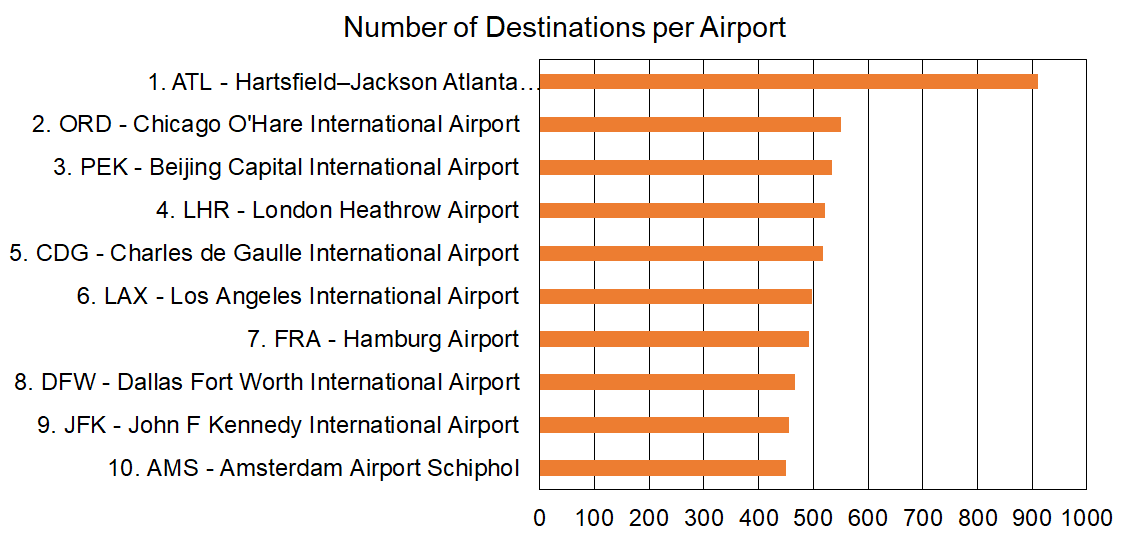 Number of Destinations per Airport
1. ATL - Hartsfield–Jackson Atlanta…
2. ORD - Chicago O'Hare International Airport
3. PEK - Beijing Capital International Airport
4. LHR - London Heathrow Airport
5. CDG - Charles de Gaulle International Airport
6. LAX - Los Angeles International Airport
7. FRA - Hamburg Airport
8. DFW - Dallas Fort Worth International Airport
9. JFK - John F Kennedy International Airport
10. AMS - Amsterdam Airport Schiphol
0 100 200 300 400 500 600 700 800 900 1000